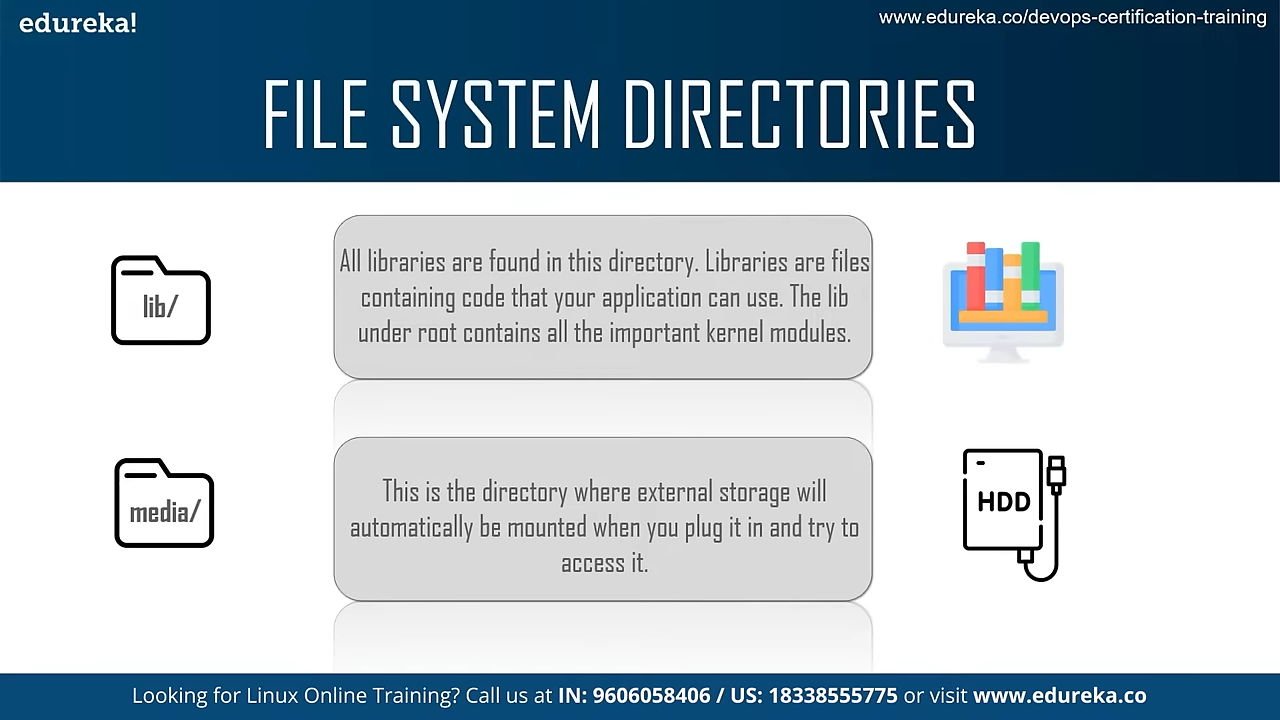 edureka!
www.edureka.co/devops-certification-training
FILE SYSTEM DIRECTORIES
lib/
All libraries are found in this directory. Libraries are files
containing code that your application can use. The lib
under root contains all the important kernel modules.
media/
This is the directory where external storage will
automatically be mounted when you plug it in and try to
access it.
HDD
Looking for Linux Online Training? Call us at IN: 9606058406 / US: 18338555775 or visit www.edureka.co